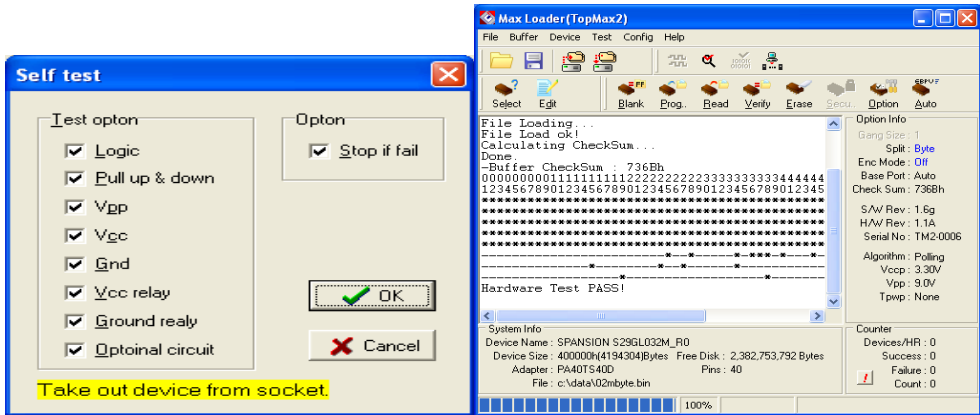 Self test
Test opton
Logic
Pull up & down
Vpp
Vcc
Gnd
Vcc relay
Ground realy
Optoinal circuit
Opton
Stop if fail
OK
Cancel
Take out device from socket.
Max Loader(TopMax2)
File Buffer Device Test Config Help
Select Edit Blank Prog.. Read Verify Erase Secu.. Option Auto
File Loading...
File Load ok!
Calculating CheckSum...
Done.
-Buffer CheckSum : 736Bh
000000000111111111122222222223333333333444444
123456789012345678901234567890123456789012345
*********************************************
*********************************************
*********************************************
*********************************************
*********************************************
Hardware Test PASS!
Option Info
Gang Size : 1
Split : Byte
Enc Mode : Off
Base Port : Auto
Check Sum : 736Bh
S/W Rev : 1.6g
H/W Rev : 1.1A
Serial No : TM2-0006
Algorithm : Polling
Vccp : 3.30V
Vpp : 9.0V
Tpwp : None
System Info
Device Name : SPANSION S29GL032M_R0
Device Size : 400000h(4194304)Bytes Free Disk : 2,382,753,792 Bytes
Adapter : PA40TS40D Pins : 40
File : c:\data\02mbyte.bin
Counter
Devices/HR : 0
Success : 0
Failure : 0
Count : 0
100%